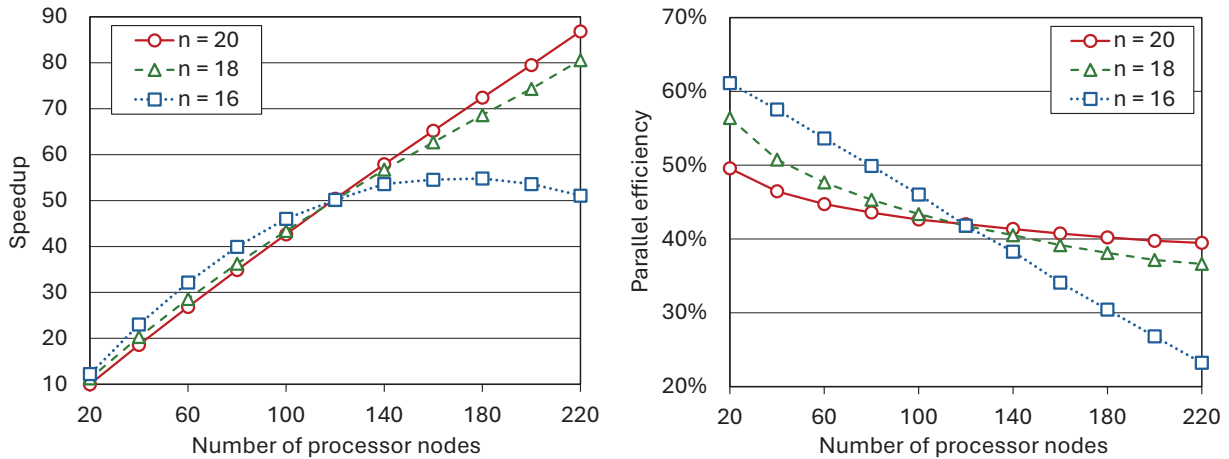 90
80
70
60
50
40
30
20
10
Speedup
n = 20
n = 18
n = 16
20 60 100 140 180 220
Number of processor nodes
70%
60%
50%
40%
30%
20%
Parallel efficiency
n = 20
n = 18
n = 16
20 60 100 140 180 220
Number of processor nodes